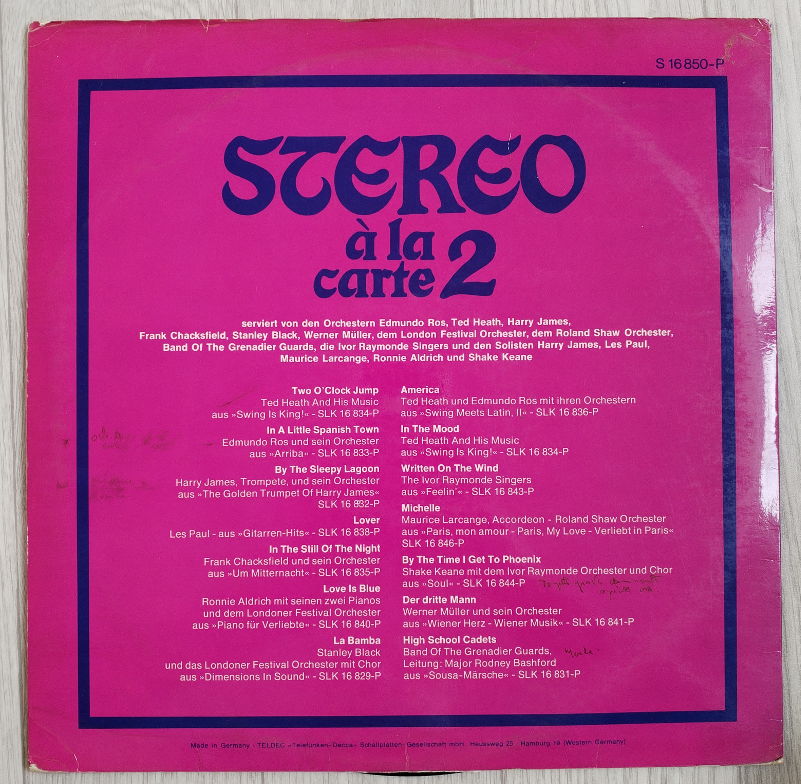 S 16850-P
STEREO
à la
carte 2
serviert von den Orchestern Edmundo Ros, Ted Heath, Harry James,
Frank Chacksfield, Stanley Black, Werner Müller, dem London Festival Orchester, dem Roland Shaw Orchester,
Band Of The Grenadier Guards, die Ivor Raymonde Singers und den Solisten Harry James, Les Paul,
Maurice Larcange, Ronnie Aldrich und Shake Keane
Two O'Clock Jump
Ted Heath And His Music
aus »Swing Is King!« - SLK 16 834-P
In A Little Spanish Town
Edmundo Ros und sein Orchester
aus »Arriba« - SLK 16 833-P
By The Sleepy Lagoon
Harry James, Trompete, und sein Orchester
aus »The Golden Trumpet Of Harry James«
SLK 16 832-P
Lover
Les Paul - aus »Gitarren-Hits« - SLK 16 838-P
In The Still Of The Night
Frank Chacksfield und sein Orchester
aus »Um Mitternacht« - SLK 16 835-P
Love Is Blue
Ronnie Aldrich mit seinen zwei Pianos
und dem Londoner Festival Orchester
aus »Piano für Verliebte« - SLK 16 840-P
La Bamba
Stanley Black
und das Londoner Festival Orchester mit Chor
aus »Dimensions In Sound« - SLK 16 829-P
America
Ted Heath und Edmundo Ros mit ihren Orchestern
aus »Swing Meets Latin, II« - SLK 16 836-P
In The Mood
Ted Heath And His Music
aus »Swing Is King!« - SLK 16 834-P
Written On The Wind
The Ivor Raymonde Singers
aus »Feelin'« - SLK 16 843-P
Michelle
Maurice Larcange, Accordeon - Roland Shaw Orchester
aus »Paris, mon amour - Paris, My Love - Verliebt in Paris«
SLK 16 846-P
By The Time I Get To Phoenix
Shake Keane mit dem Ivor Raymonde Orchester und Chor
aus »Soul« - SLK 16 844-P
Der dritte Mann
Werner Müller und sein Orchester
aus »Wiener Herz - Wiener Musik« - SLK 16 841-P
High School Cadets
Band Of The Grenadier Guards,
Leitung: Major Rodney Bashford
aus »Sousa-Märsche« - SLK 16 831-P
Made in Germany · TELDEC »Telefunken-Decca« Schallplatten-Gesellschaft mbH. Heussweg 25 · Hamburg 19 (Western Germany)